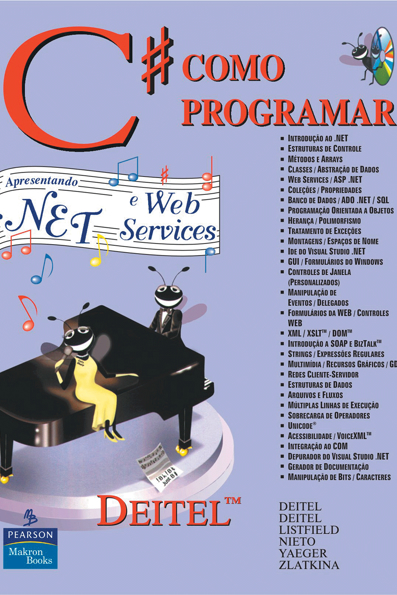 C# COMO
PROGRAMAR
Apresentando
.NET e Web
Services
▪ INTRODUÇÃO AO .NET
▪ ESTRUTURAS DE CONTROLE
▪ MÉTODOS E ARRAYS
▪ CLASSES / ABSTRAÇÃO DE DADOS
▪ WEB SERVICES / ASP .NET
▪ COLEÇÕES / PROPRIEDADES
▪ BANCO DE DADOS / ADO .NET / SQL
▪ PROGRAMAÇÃO ORIENTADA A OBJETOS
▪ HERANÇA / POLIMORFISMO
▪ TRATAMENTO DE EXCEÇÕES
▪ MONTAGENS / ESPAÇOS DE NOME
▪ IDE DO VISUAL STUDIO .NET
▪ GUI / FORMULÁRIOS DO WINDOWS
▪ CONTROLES DE JANELA
(PERSONALIZADOS)
▪ MANIPULAÇÃO DE
EVENTOS / DELEGADOS
▪ FORMULÁRIOS DA WEB / CONTROLES
WEB
▪ XML / XSLT™ / DOM™
▪ INTRODUÇÃO A SOAP E BIZTALK™
▪ STRINGS / EXPRESSÕES REGULARES
▪ MULTIMÍDIA / RECURSOS GRÁFICOS / GD
▪ REDES CLIENTE-SERVIDOR
▪ ESTRUTURAS DE DADOS
▪ ARQUIVOS E FLUXOS
▪ MÚLTIPLAS LINHAS DE EXECUÇÃO
▪ SOBRECARGA DE OPERADORES
▪ UNICODE®
▪ ACESSIBILIDADE / VOICEXML™
▪ INTEGRAÇÃO AO COM
▪ DEPURADOR DO VISUAL STUDIO .NET
▪ GERADOR DE DOCUMENTAÇÃO
▪ MANIPULAÇÃO DE BITS / CARACTERES
DEITEL™
DEITEL
DEITEL
LISTFIELD
NIETO
YAEGER
ZLATKINA
PEARSON
Makron
Books